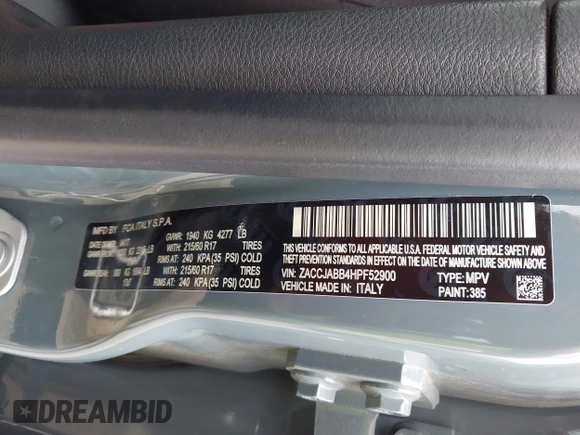 MFD BY FCA ITALY S.P.A.
GVWR: 1940 KG 4277 LB
WITH 215/60 R17 TIRES
RIMS AT: 240 KPA (35 PSI) COLD
WITH 215/60 R17 TIRES
RIMS AT: 240 KPA (35 PSI) COLD
THIS VEHICLE CONFORMS TO ALL APPLICABLE U.S.A. FEDERAL MOTOR VEHICLE
SAFETY, BUMPER, AND THEFT PREVENTION STANDARDS
IN EFFECT ON THE DATE OF MANUFACTURE SHOWN ABOVE.
VIN: ZACCJABB4HPF52900 TYPE: MPV
VEHICLE MADE IN: ITALY PAINT: 385
DREAMBID